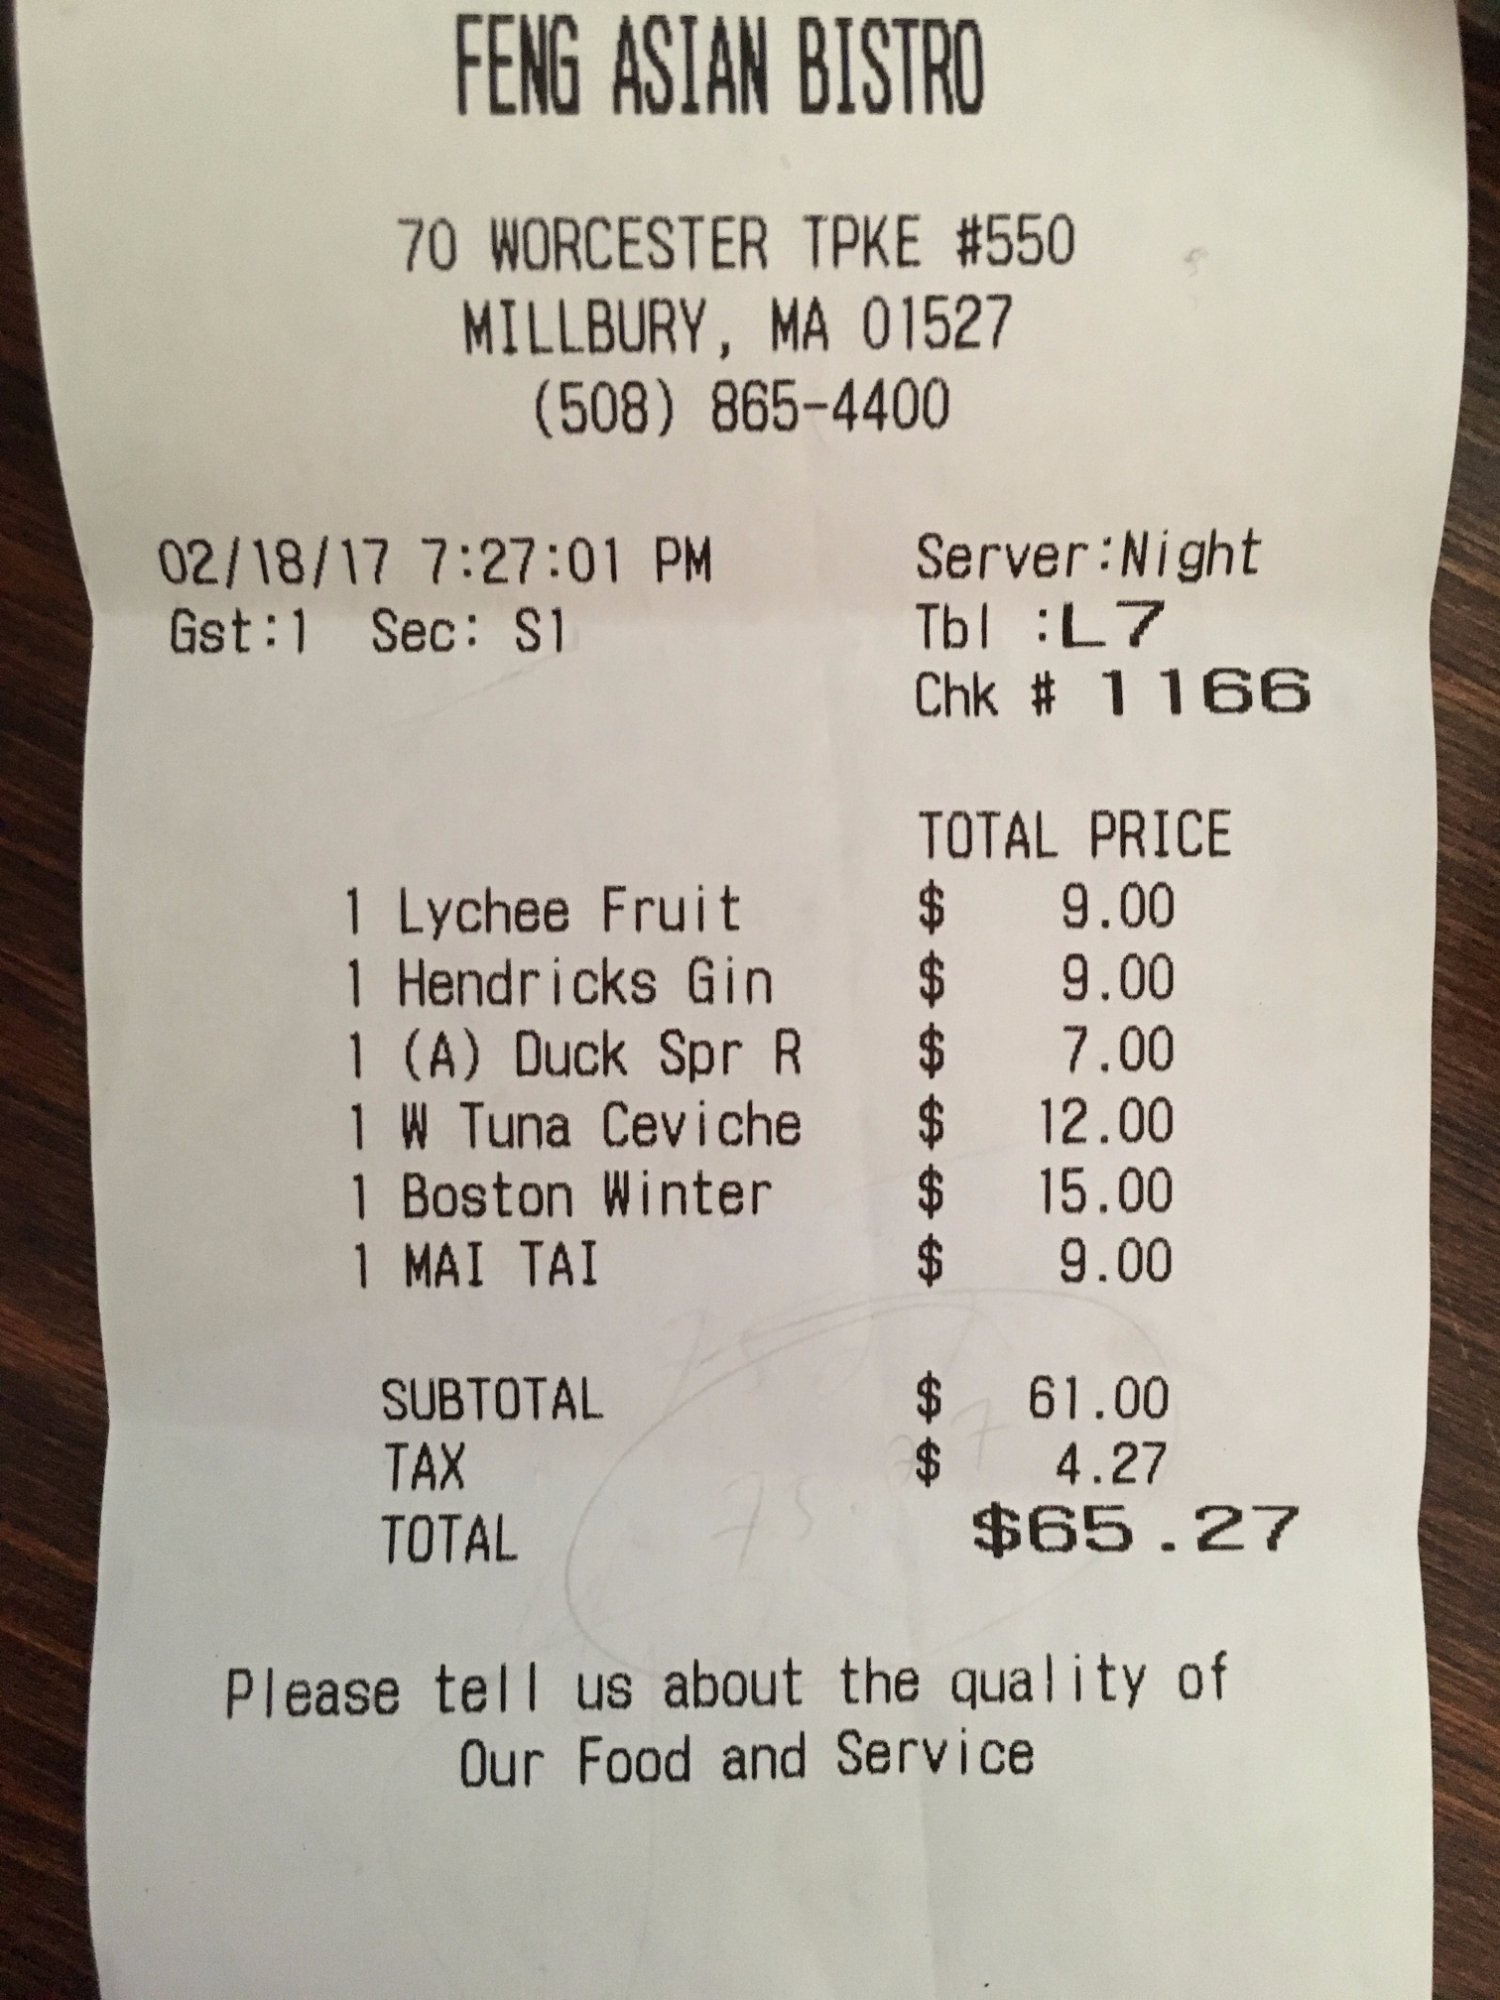 FENG ASIAN BISTRO
70 WORCESTER TPKE #550
MILLBURY, MA 01527
(508) 865-4400
02/18/17 7:27:01 PM Server:Night
Gst:1 Sec: S1 Tbl :L7
Chk # 1166
TOTAL PRICE
1 Lychee Fruit $ 9.00
1 Hendricks Gin $ 9.00
1 (A) Duck Spr R $ 7.00
1 W Tuna Ceviche $ 12.00
1 Boston Winter $ 15.00
1 MAI TAI $ 9.00
SUBTOTAL $ 61.00
TAX $ 4.27
TOTAL $65.27
Please tell us about the quality of
Our Food and Service